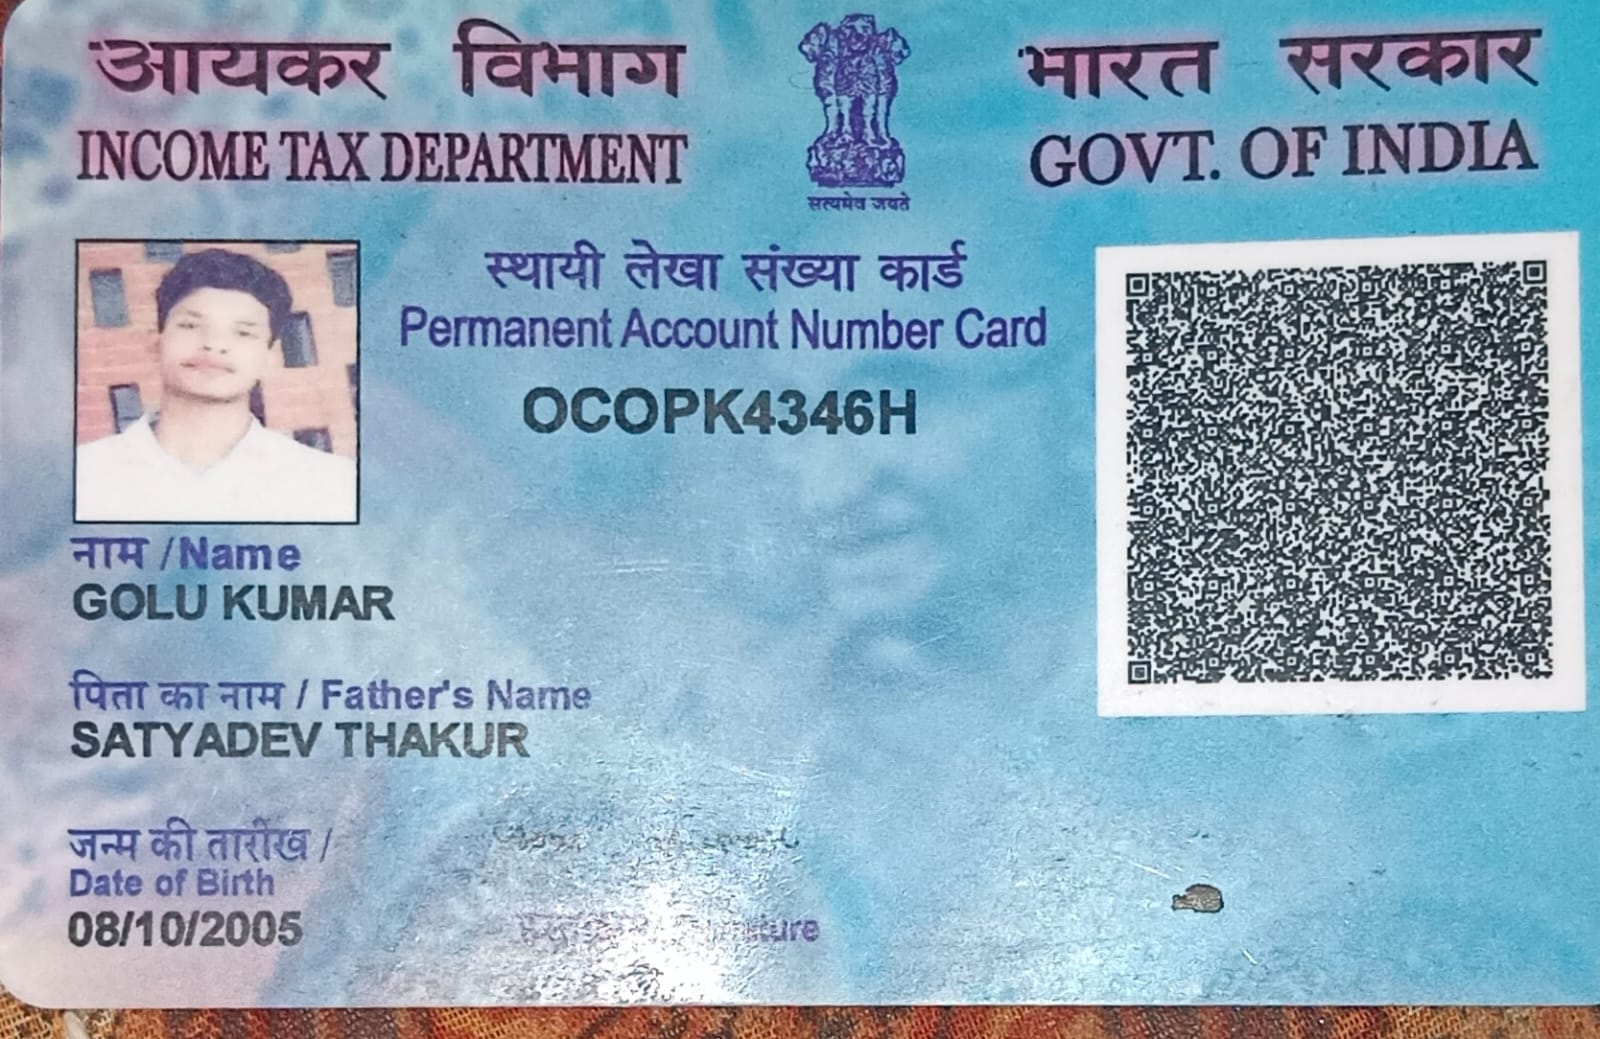 आयकर विभाग
INCOME TAX DEPARTMENT
सत्यमेव जयते
भारत सरकार
GOVT. OF INDIA
स्थायी लेखा संख्या कार्ड
Permanent Account Number Card
OCOPK4346H
नाम /Name
GOLU KUMAR
पिता का नाम / Father's Name
SATYADEV THAKUR
जन्म की तारीख /
Date of Birth
08/10/2005